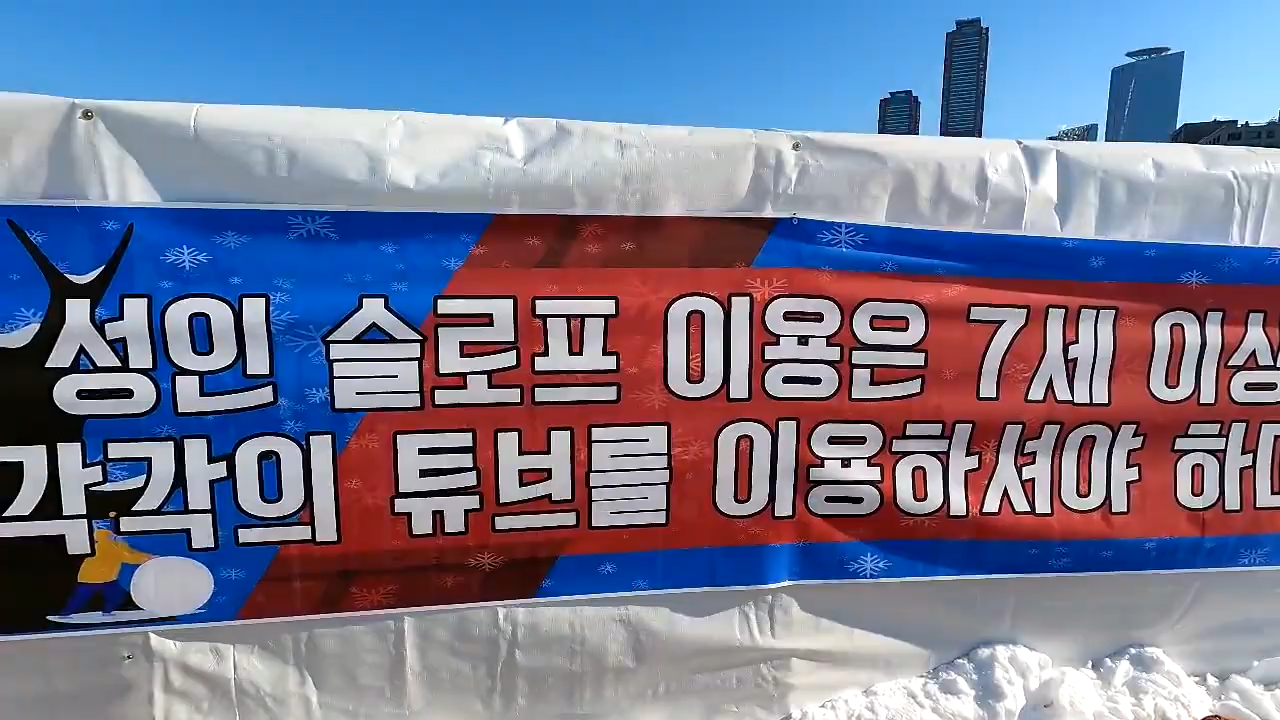 성인 슬로프 이용은 7세 이상
각각의 튜브를 이용하셔야 하며